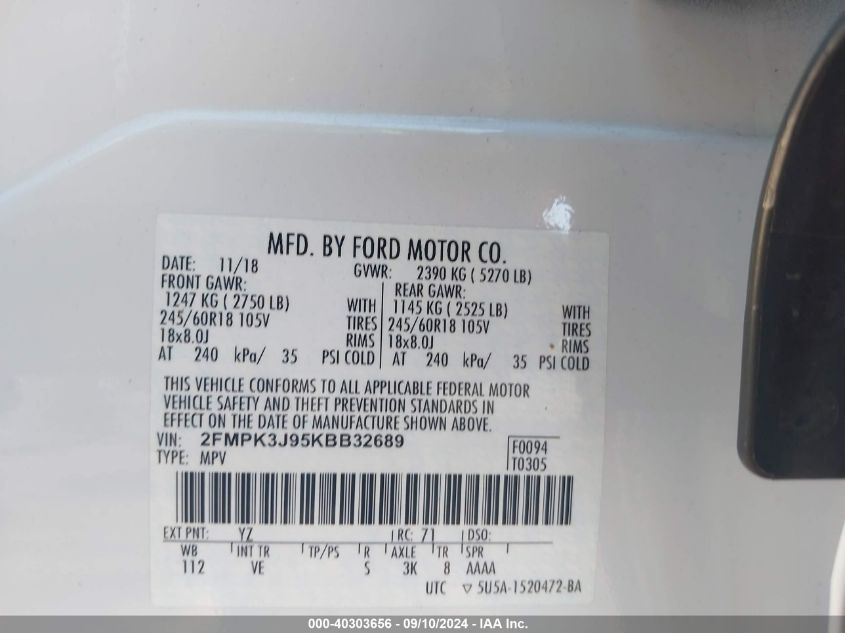 MFD. BY FORD MOTOR CO.
DATE: 11/18 GVWR: 2390 KG ( 5270 LB)
FRONT GAWR: REAR GAWR:
1247 KG ( 2750 LB) WITH 1145 KG ( 2525 LB) WITH
245/60R18 105V TIRES 245/60R18 105V TIRES
18x8.0J RIMS 18x8.0J RIMS
AT 240 kPa/ 35 PSI COLD AT 240 kPa/ 35 PSI COLD
THIS VEHICLE CONFORMS TO ALL APPLICABLE FEDERAL MOTOR
VEHICLE SAFETY AND THEFT PREVENTION STANDARDS IN
EFFECT ON THE DATE OF MANUFACTURE SHOWN ABOVE.
VIN: 2FMPK3J95KBB32689 F0094
TYPE: MPV T0305
EXT PNT: YZ RC: 71 DSO:
WB INT TR TP/PS R AXLE TR SPR
112 VE S 3K 8 AAAA
UTC ▽ 5U5A-1520472-BA
000-40303656 - 09/10/2024 - IAA, Inc.